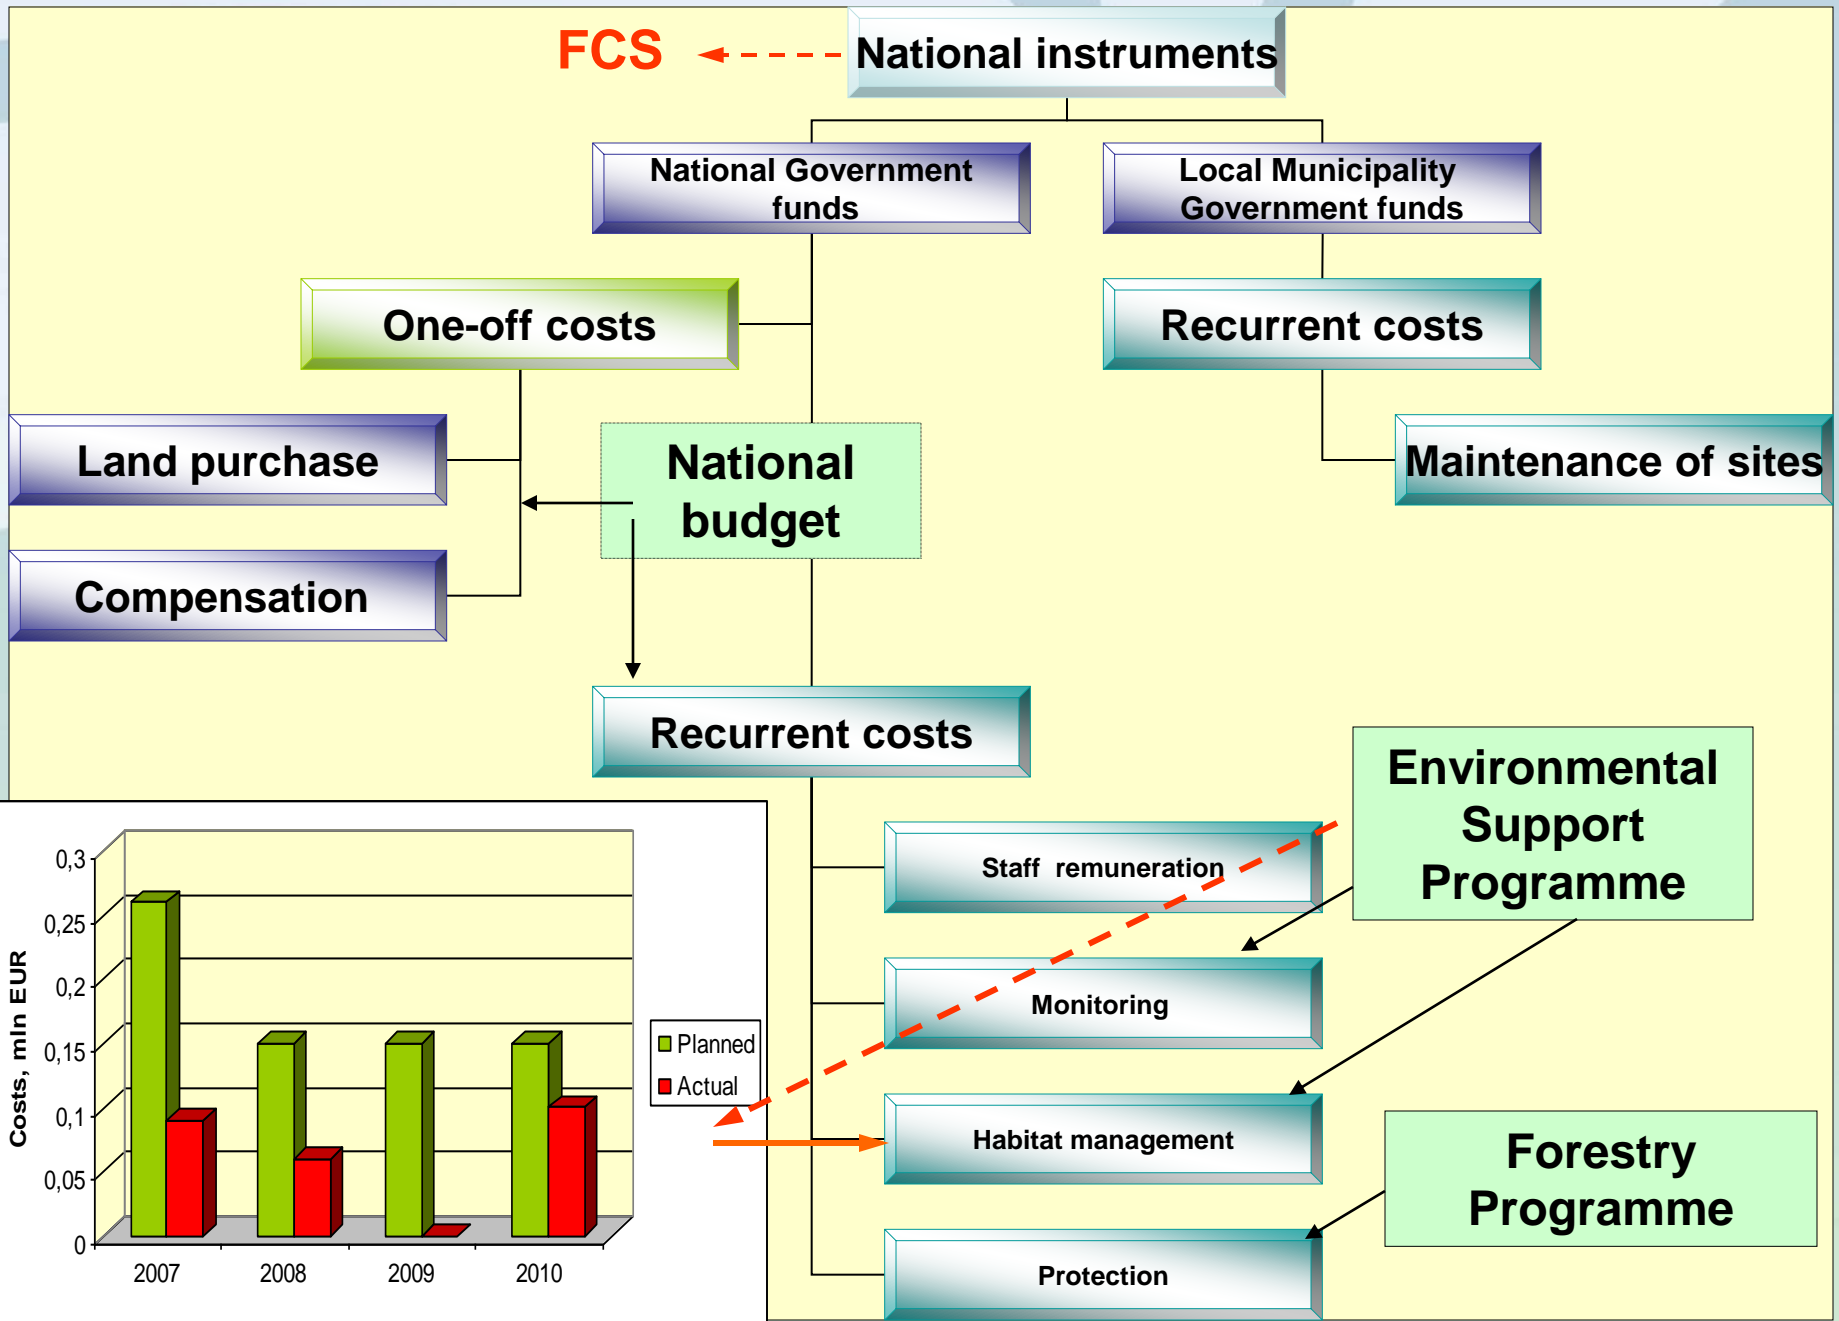 FCS
National instruments
National Government
funds
Local Municipality
Government funds
One-off costs
Recurrent costs
Land purchase
National
budget
Maintenance of sites
Compensation
Recurrent costs
Environmental
Support
Programme
Staff remuneration
Monitoring
Habitat management
Forestry
Programme
Protection
Costs, mln EUR
0,3
0,25
0,2
0,15
0,1
0,05
0
2007 2008 2009 2010
Planned
Actual